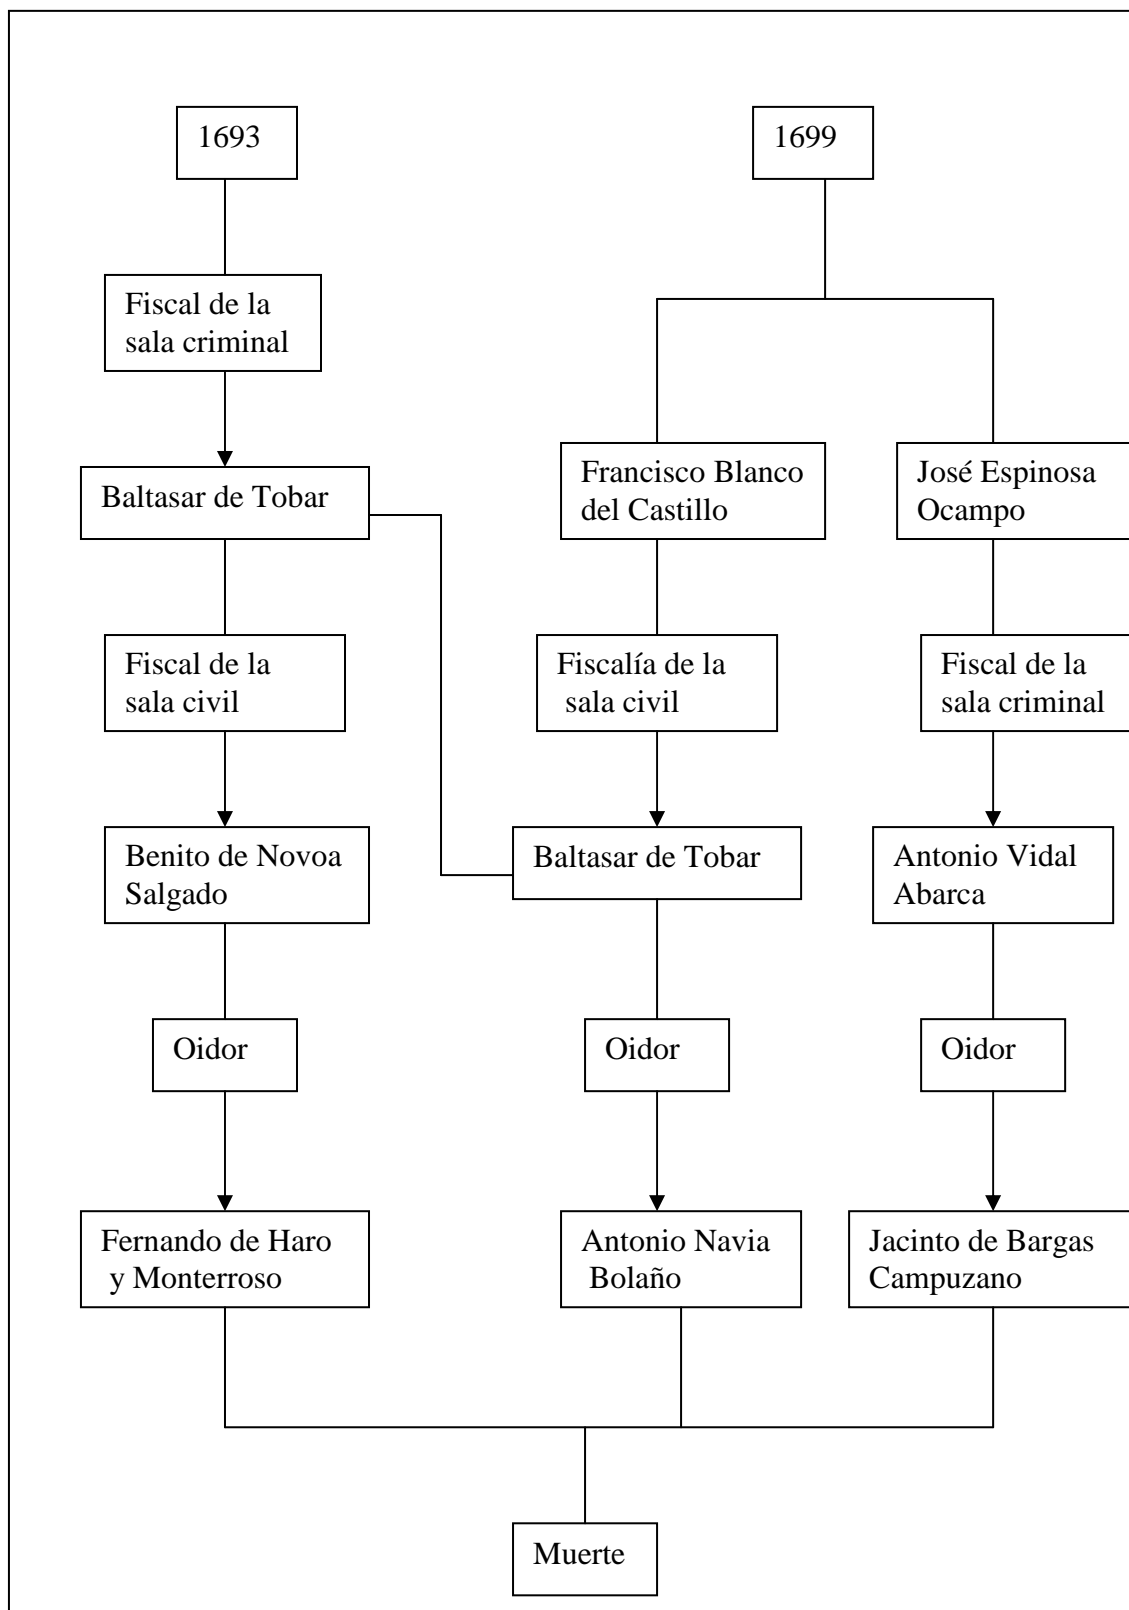 1693
1699
Fiscal de la
sala criminal
Baltasar de Tobar
Francisco Blanco
del Castillo
José Espinosa
Ocampo
Fiscal de la
sala civil
Fiscalía de la
sala civil
Fiscal de la
sala criminal
Benito de Novoa
Salgado
Baltasar de Tobar
Antonio Vidal
Abarca
Oidor
Oidor
Oidor
Fernando de Haro
y Monterroso
Antonio Navia
Bolaño
Jacinto de Bargas
Campuzano
Muerte